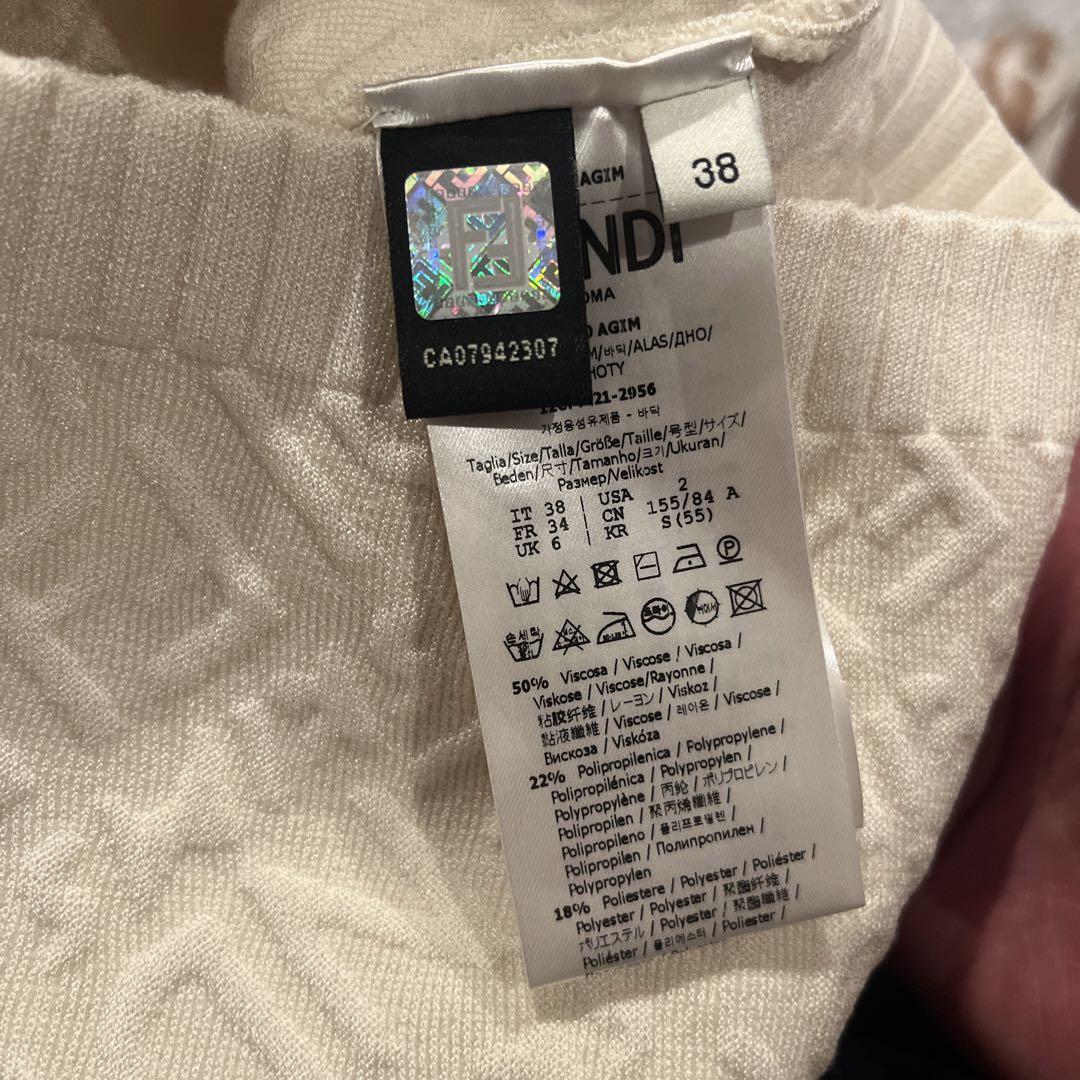 38
CA07942307
AGIM
NDI
OMA
AGIM
/바닥/ALAS/ДНО/
HOTY
21-2956
가정용섬유제품 - 바닥
Taglia/Size/Talla/Größe/Taille/号型/サイズ/
Beden/尺寸/Tamanho/크기/Ukuran/
Размер/Velikost
IT 38 | USA 2
FR 34 | CN 155/84 A
UK 6 | KR S(55)
손세탁
50% Viscosa / Viscose / Viscosa /
Viskose / Viscose/Rayonne /
粘胶纤维 / レーヨン / Viskoz /
黏液纖維 / Viscose / 레이온 / Viscose /
Вискоза / Viskóza
22% Polipropilenica / Polypropylene /
Polipropilénica / Polypropylen /
Polypropylène / 丙纶 / ポリプロピレン /
Polipropilen / 聚丙烯纖維 /
Polipropileno / 폴리프로필렌 /
Polipropilen / Полипропилен /
Polypropylen
18% Poliestere / Polyester / Poliéster /
Polyester / Polyester / 聚酯纤维 /
ポリエステル / Polyester / 聚酯纖維 /
Poliéster / 폴리에스터 / Poliester /